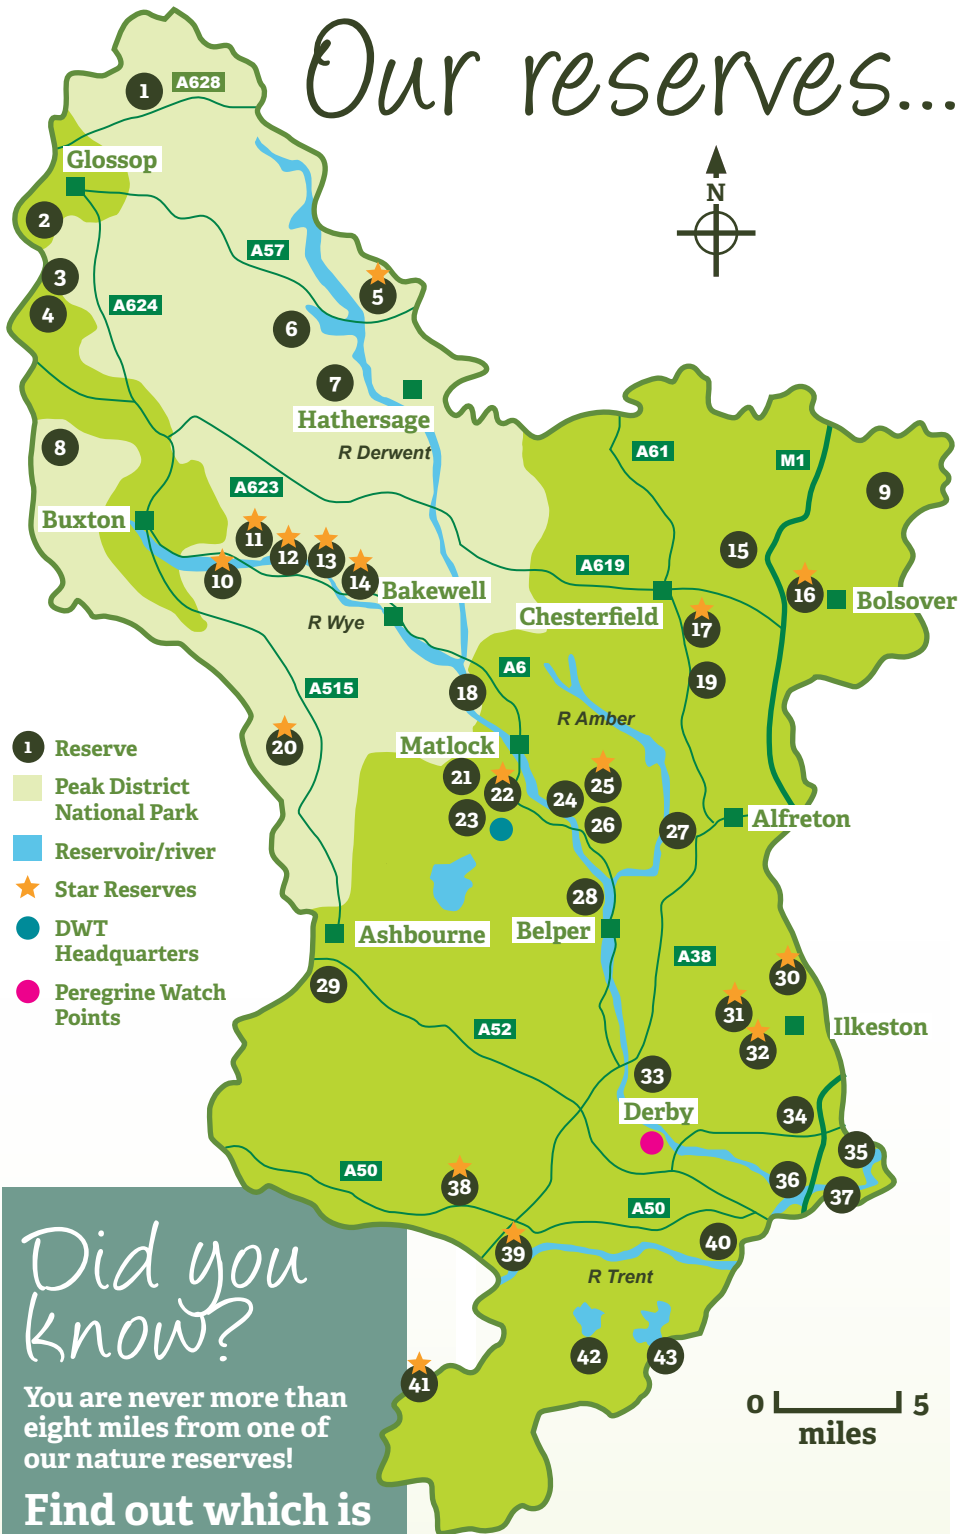 Our reserves...
N
A628
1
Glossop
2
A57
3
5
4
A624
6
7
Hathersage
R Derwent
8
A61
M1
9
A623
Buxton
11
12
13
15
10
14
A619
Bakewell
16
Bolsover
Chesterfield
R Wye
17
A6
A515
18
19
R Amber
20
Matlock
21
22
25
24
23
26
27
Alfreton
28
Belper
Ashbourne
29
A38
30
31
Ilkeston
A52
32
33
Derby
34
35
A50
38
36
37
A50
39
40
R Trent
42
43
41
1 Reserve
Peak District
National Park
Reservoir/river
Star Reserves
DWT
Headquarters
Peregrine Watch
Points
Did you
know?
You are never more than
eight miles from one of
our nature reserves!
Find out which is
0 5
miles